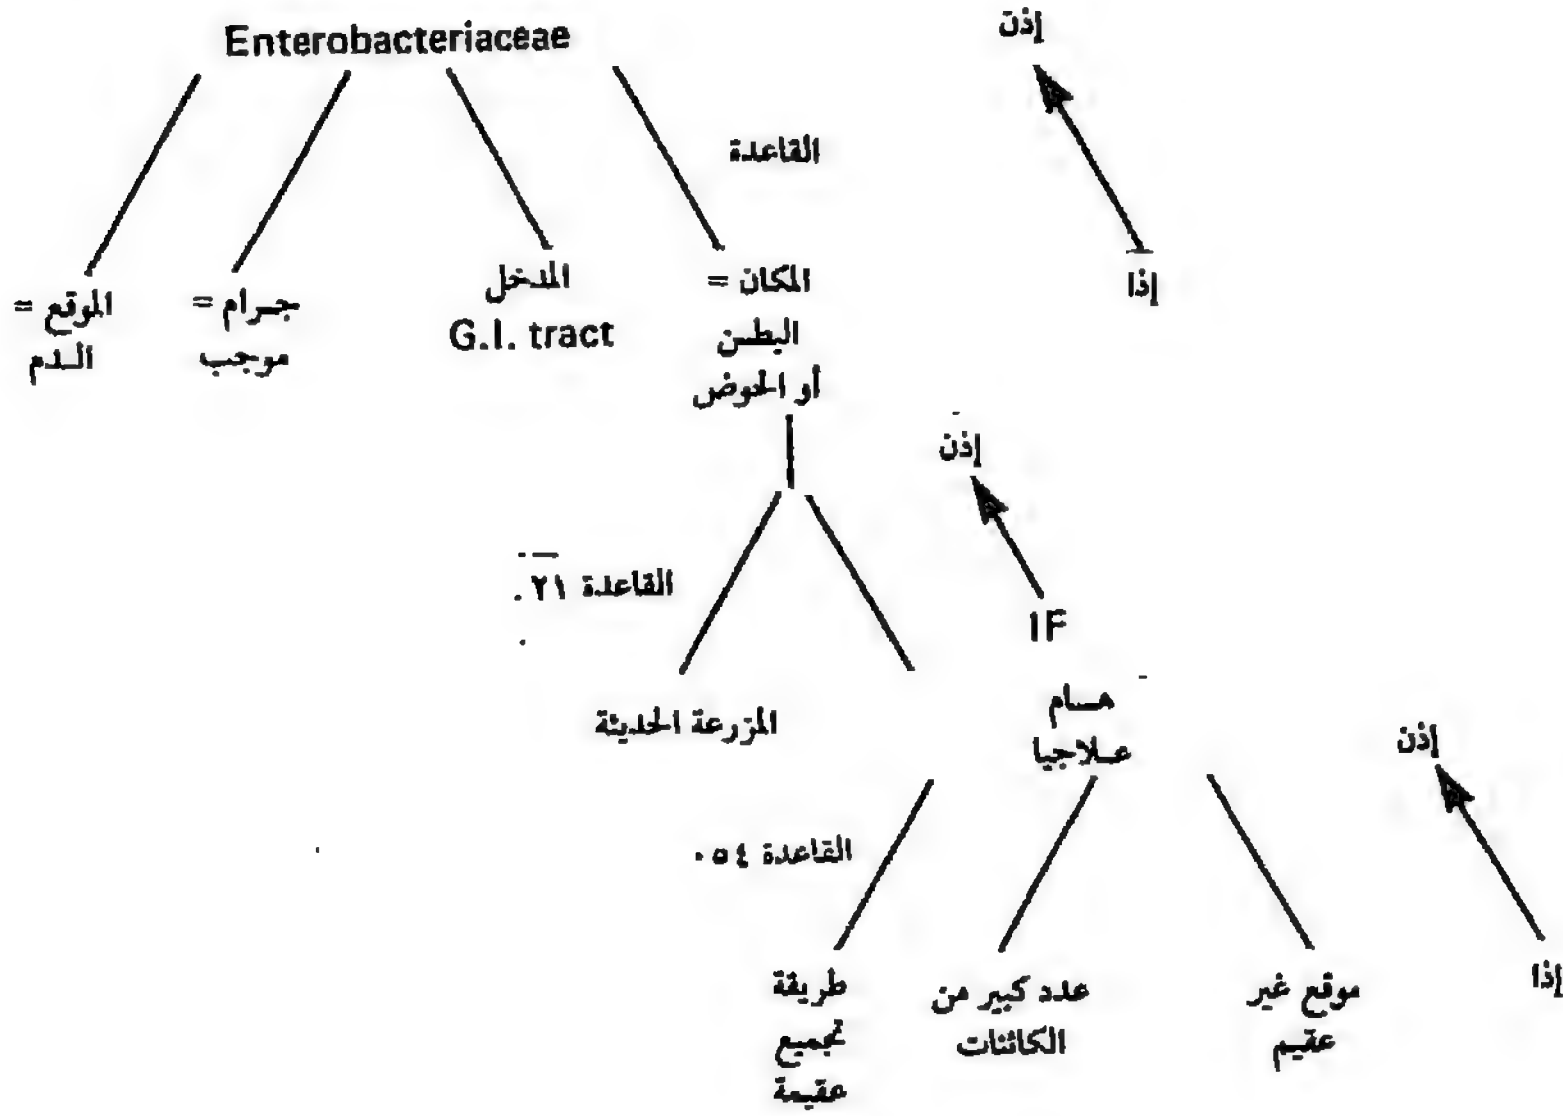 Enterobacteriaceae
إذن
القاعدة
إذا
المكان =
البطن
أو الحوض
المدخل
G.I. tract
جرام =
موجب
الموقع =
الدم
إذن
القاعدة ٢١.
IF
هام
علاجيا
المزرعة الحديثة
إذن
القاعدة ٠٥٤
إذا
موقع غير
عقيم
عدد كبير من
الكائنات
طريقة
تجميع
عقيمة